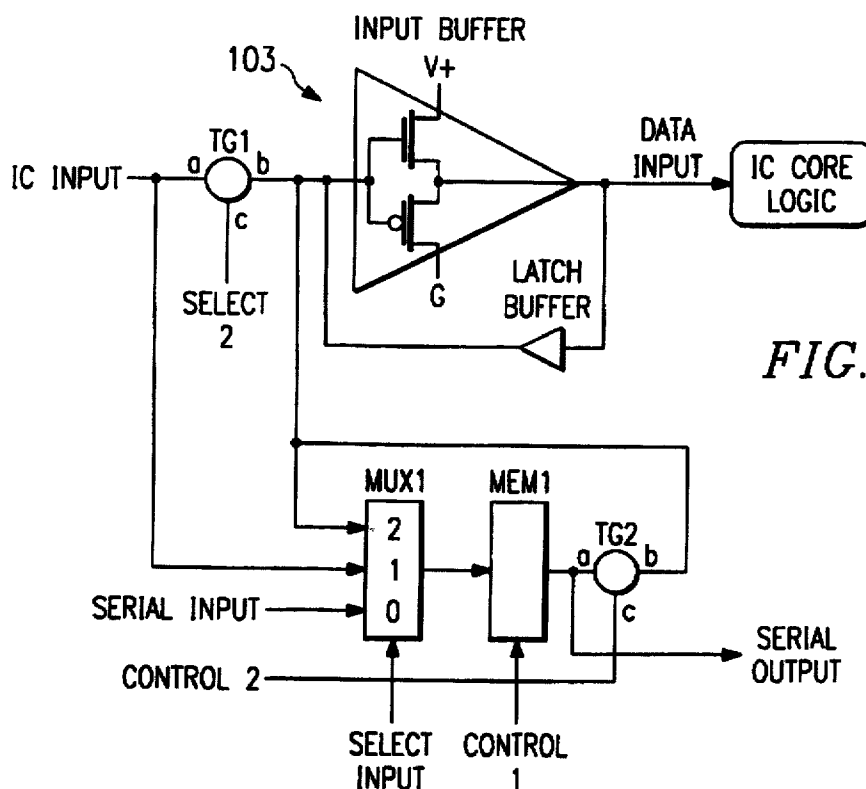 INPUT BUFFER
103
V+
TG1
a
b
c
IC INPUT
SELECT
2
DATA
INPUT
IC CORE
LOGIC
G
LATCH
BUFFER
FIG.
MUX1
MEM1
2
1
0
TG2
a
b
c
SERIAL INPUT
CONTROL 2
SERIAL
OUTPUT
SELECT
INPUT
CONTROL
1